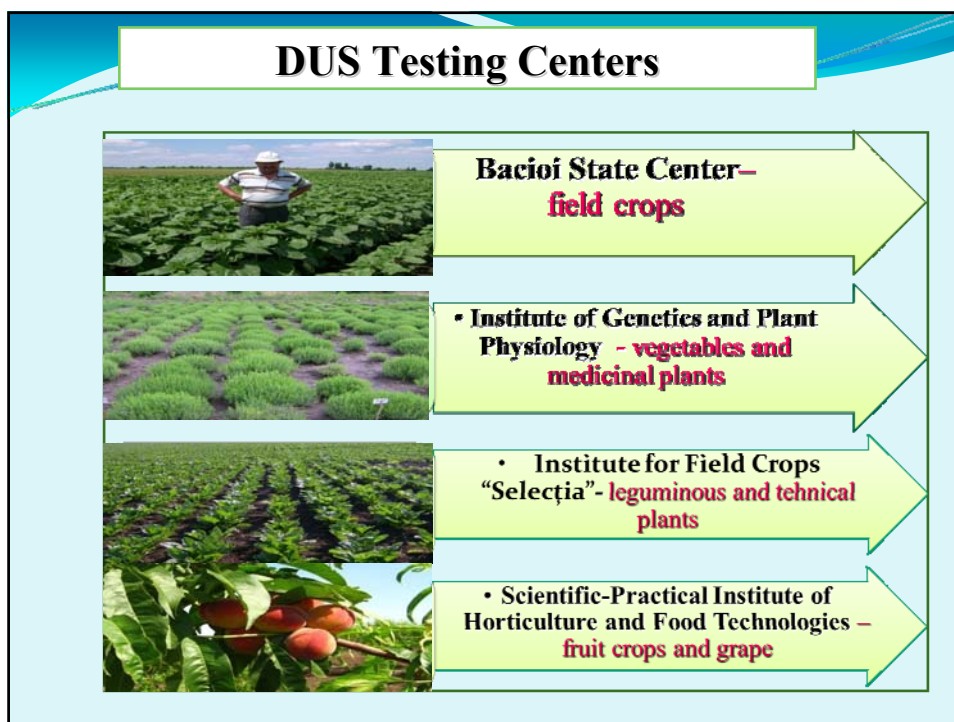 DUS Testing Centers
Bacioi State Center–
field crops
• Institute of Genetics and Plant
Physiology - vegetables and
medicinal plants
• Institute for Field Crops
“Selecția”- leguminous and tehnical
plants
• Scientific-Practical Institute of
Horticulture and Food Technologies –
fruit crops and grape